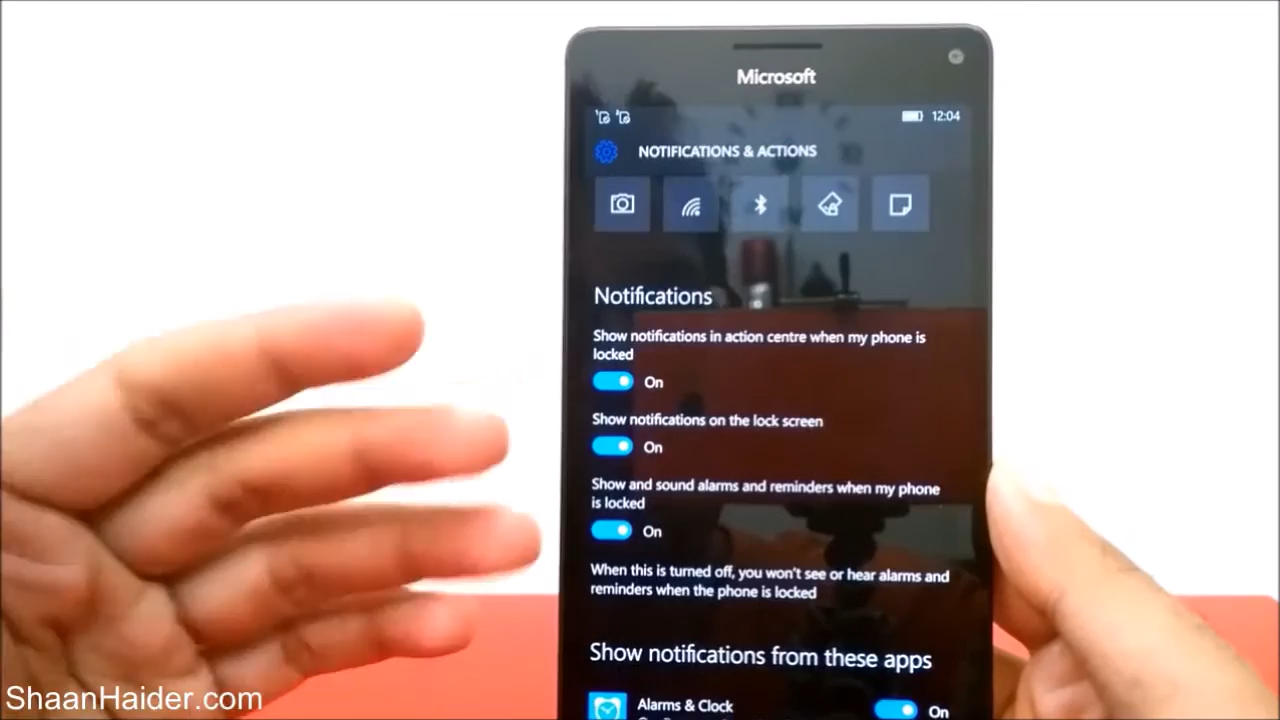 Microsoft
12:04
NOTIFICATIONS & ACTIONS
Notifications
Show notifications in action centre when my phone is
locked
On
Show notifications on the lock screen
On
Show and sound alarms and reminders when my phone
is locked
On
When this is turned off, you won't see or hear alarms and
reminders when the phone is locked
Show notifications from these apps
Alarms & Clock
On
ShaanHaider.com